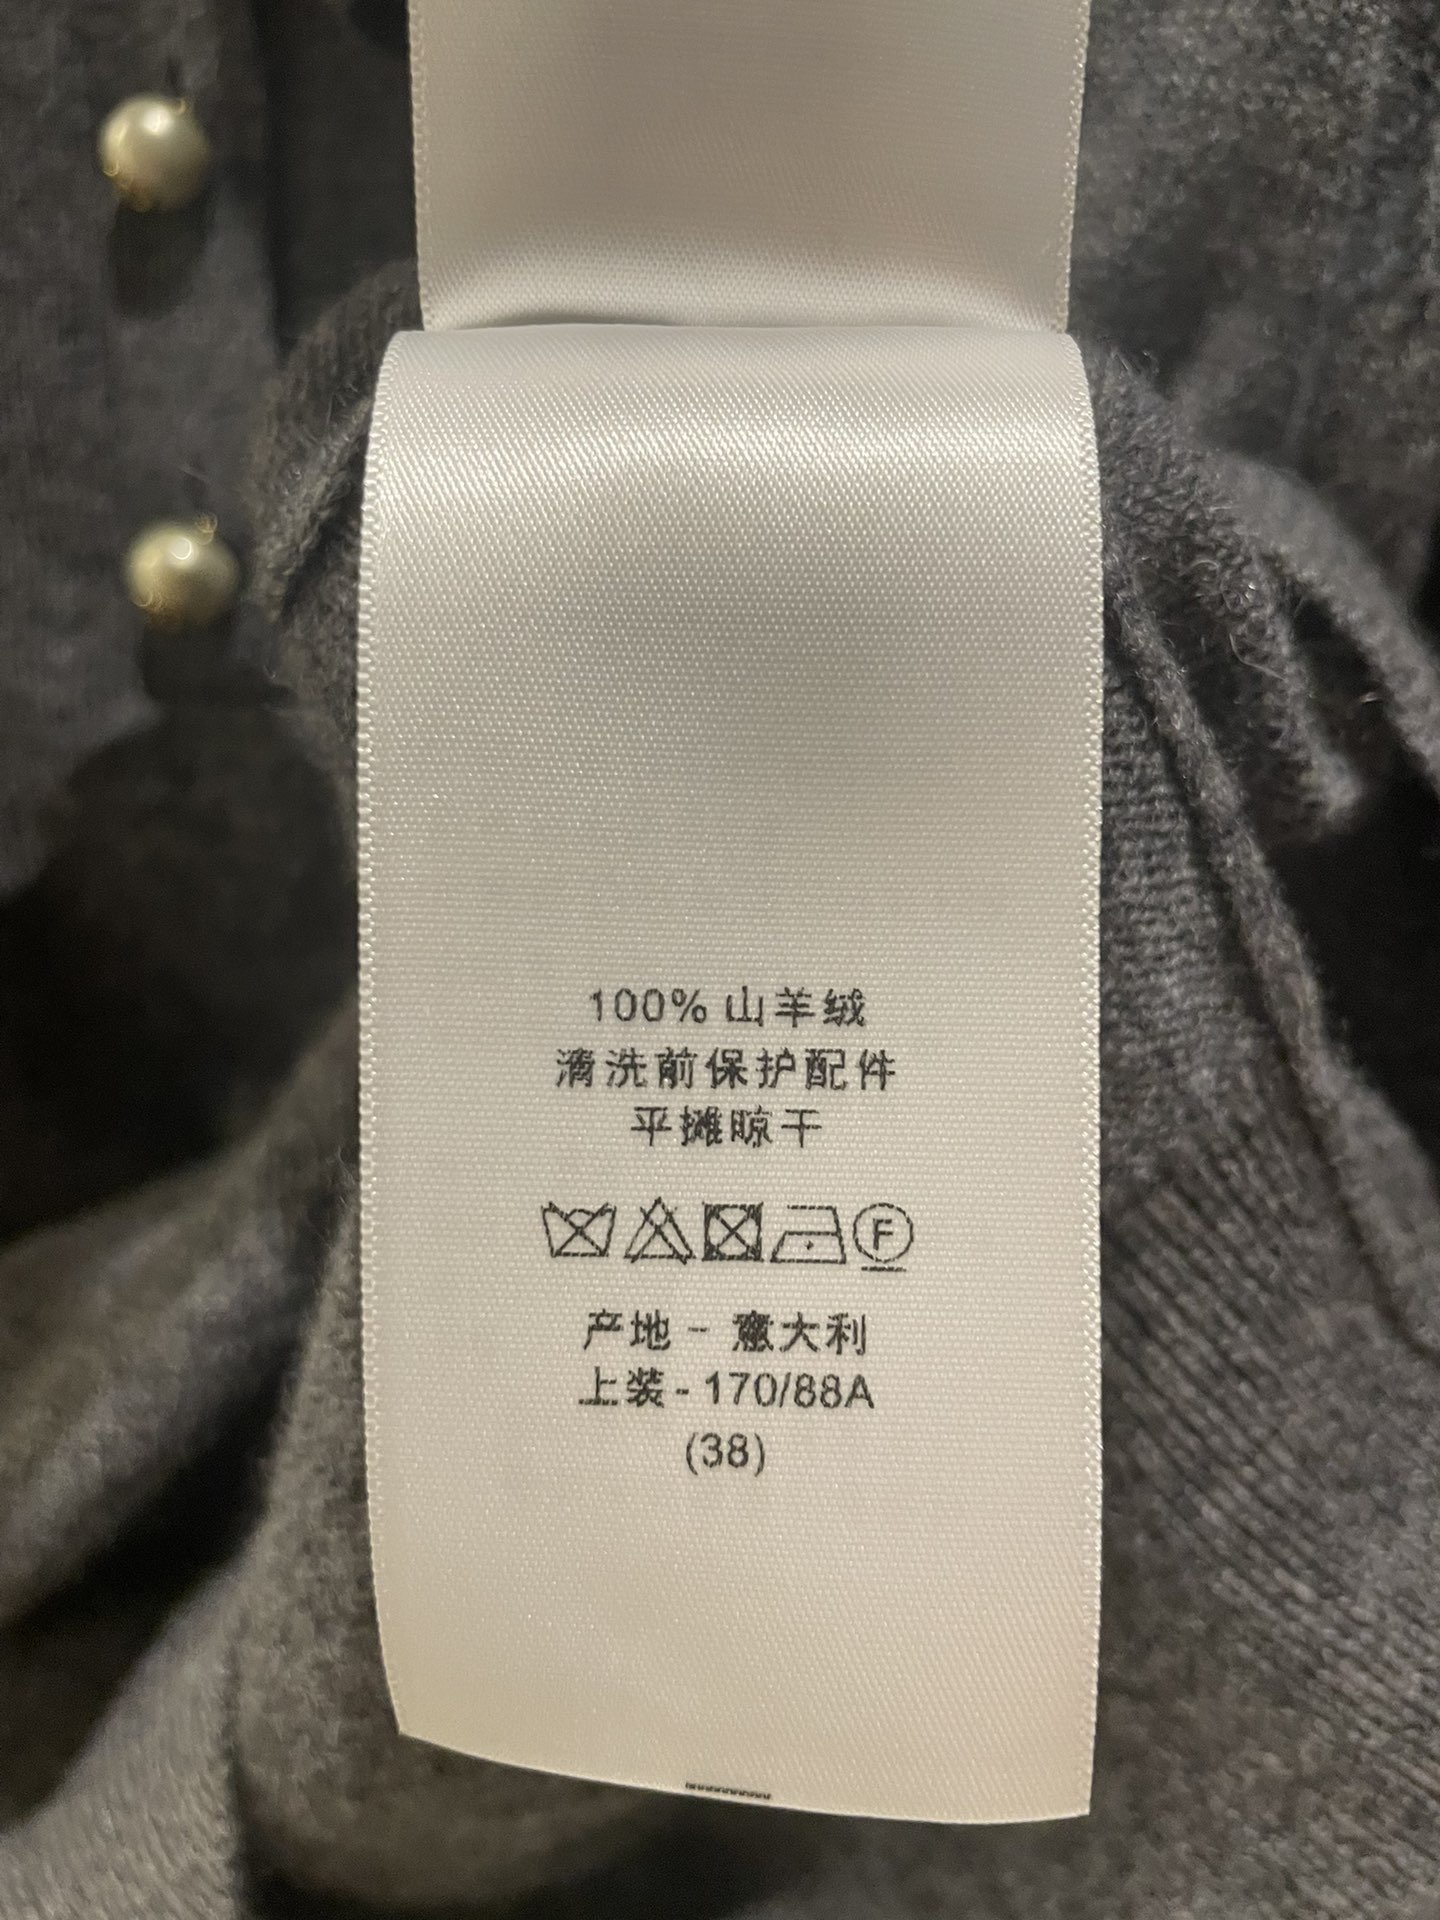 100% 山羊绒
清洗前保护配件
平摊晾干
F
产地 - 意大利
上装 - 170/88A
(38)